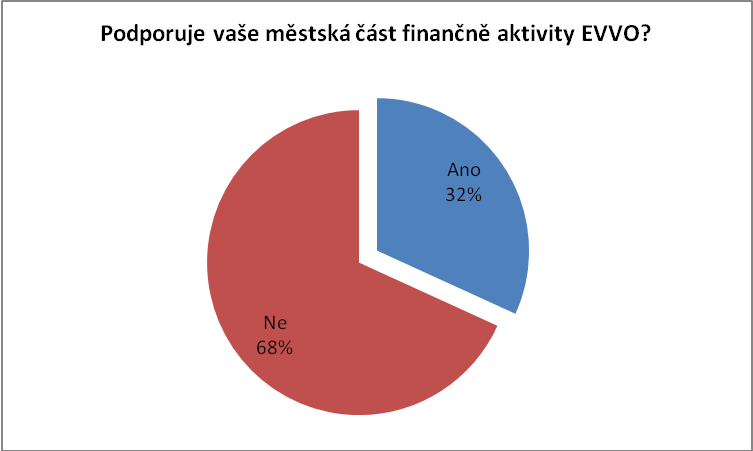 Podporuje vaše městská část finančně aktivity EVVO?
Ano
32%
Ne
68%